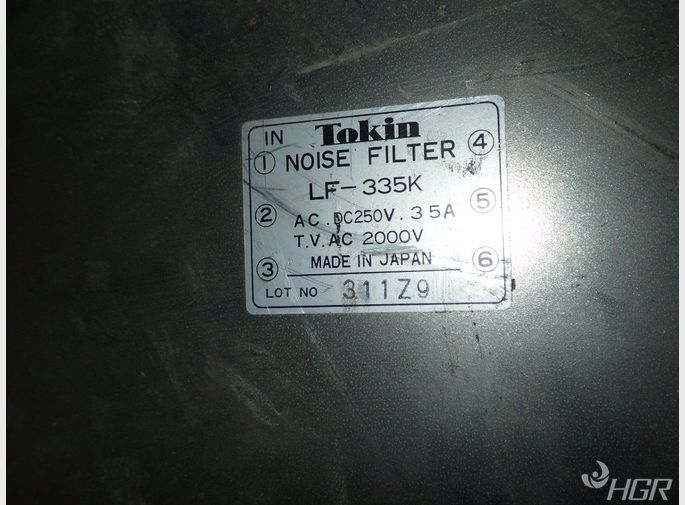 IN Tokin
① NOISE FILTER ④
LF-335K
② AC.DC250V.35A ⑤
T.V.AC 2000V
③ MADE IN JAPAN ⑥
LOT NO 311Z9
HGR